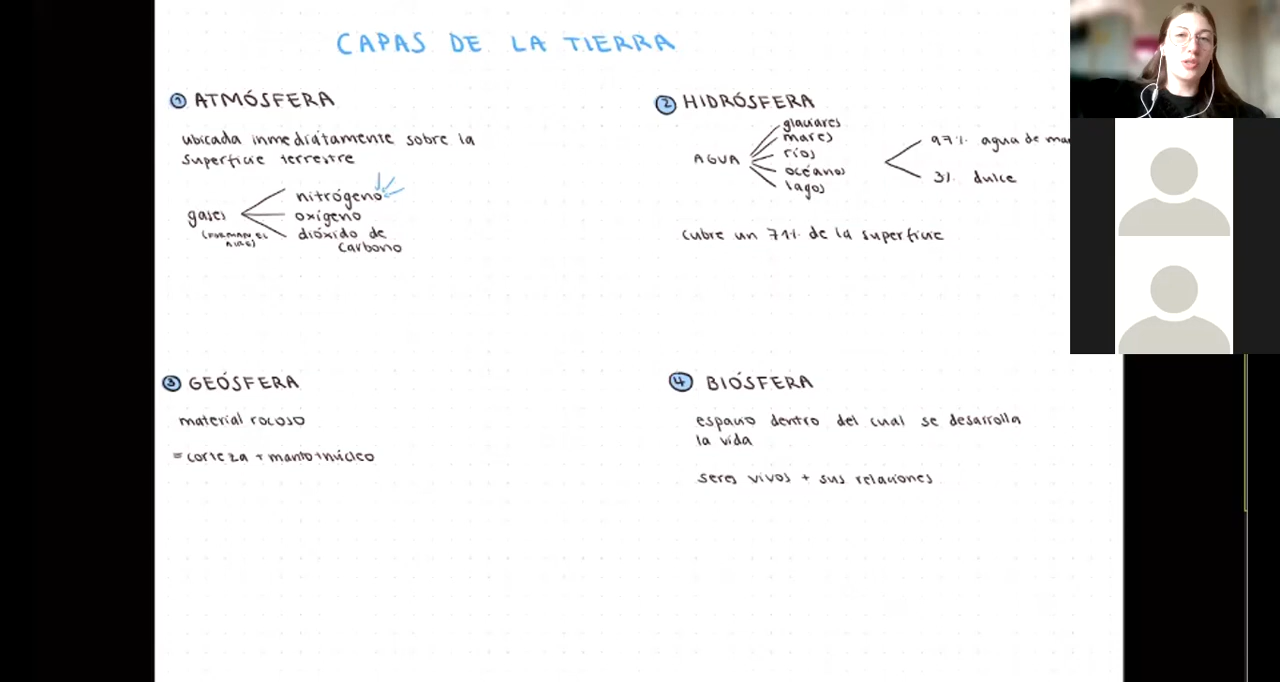 CAPAS DE LA TIERRA
1 ATMÓSFERA
ubicada inmediatamente sobre la
superficie terrestre
gases
(FORMAN EL
AIRE)
nitrógeno
oxígeno
dióxido de
carbono
2 HIDRÓSFERA
AGUA
glaciares
mares
ríos
océanos
lagos
97% agua de mar
3% dulce
cubre un 71% de la superficie
3 GEÓSFERA
material rocoso
= corteza + manto + núcleo
4 BIÓSFERA
espacio dentro del cual se desarrolla
la vida
seres vivos + sus relaciones